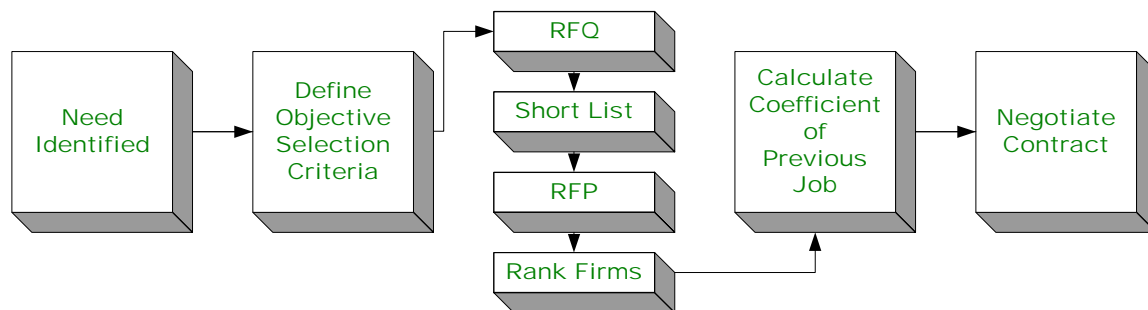 Need
Identified
Define
Objective
Selection
Criteria
RFQ
Short List
RFP
Rank Firms
Calculate
Coefficient
of
Previous
Job
Negotiate
Contract